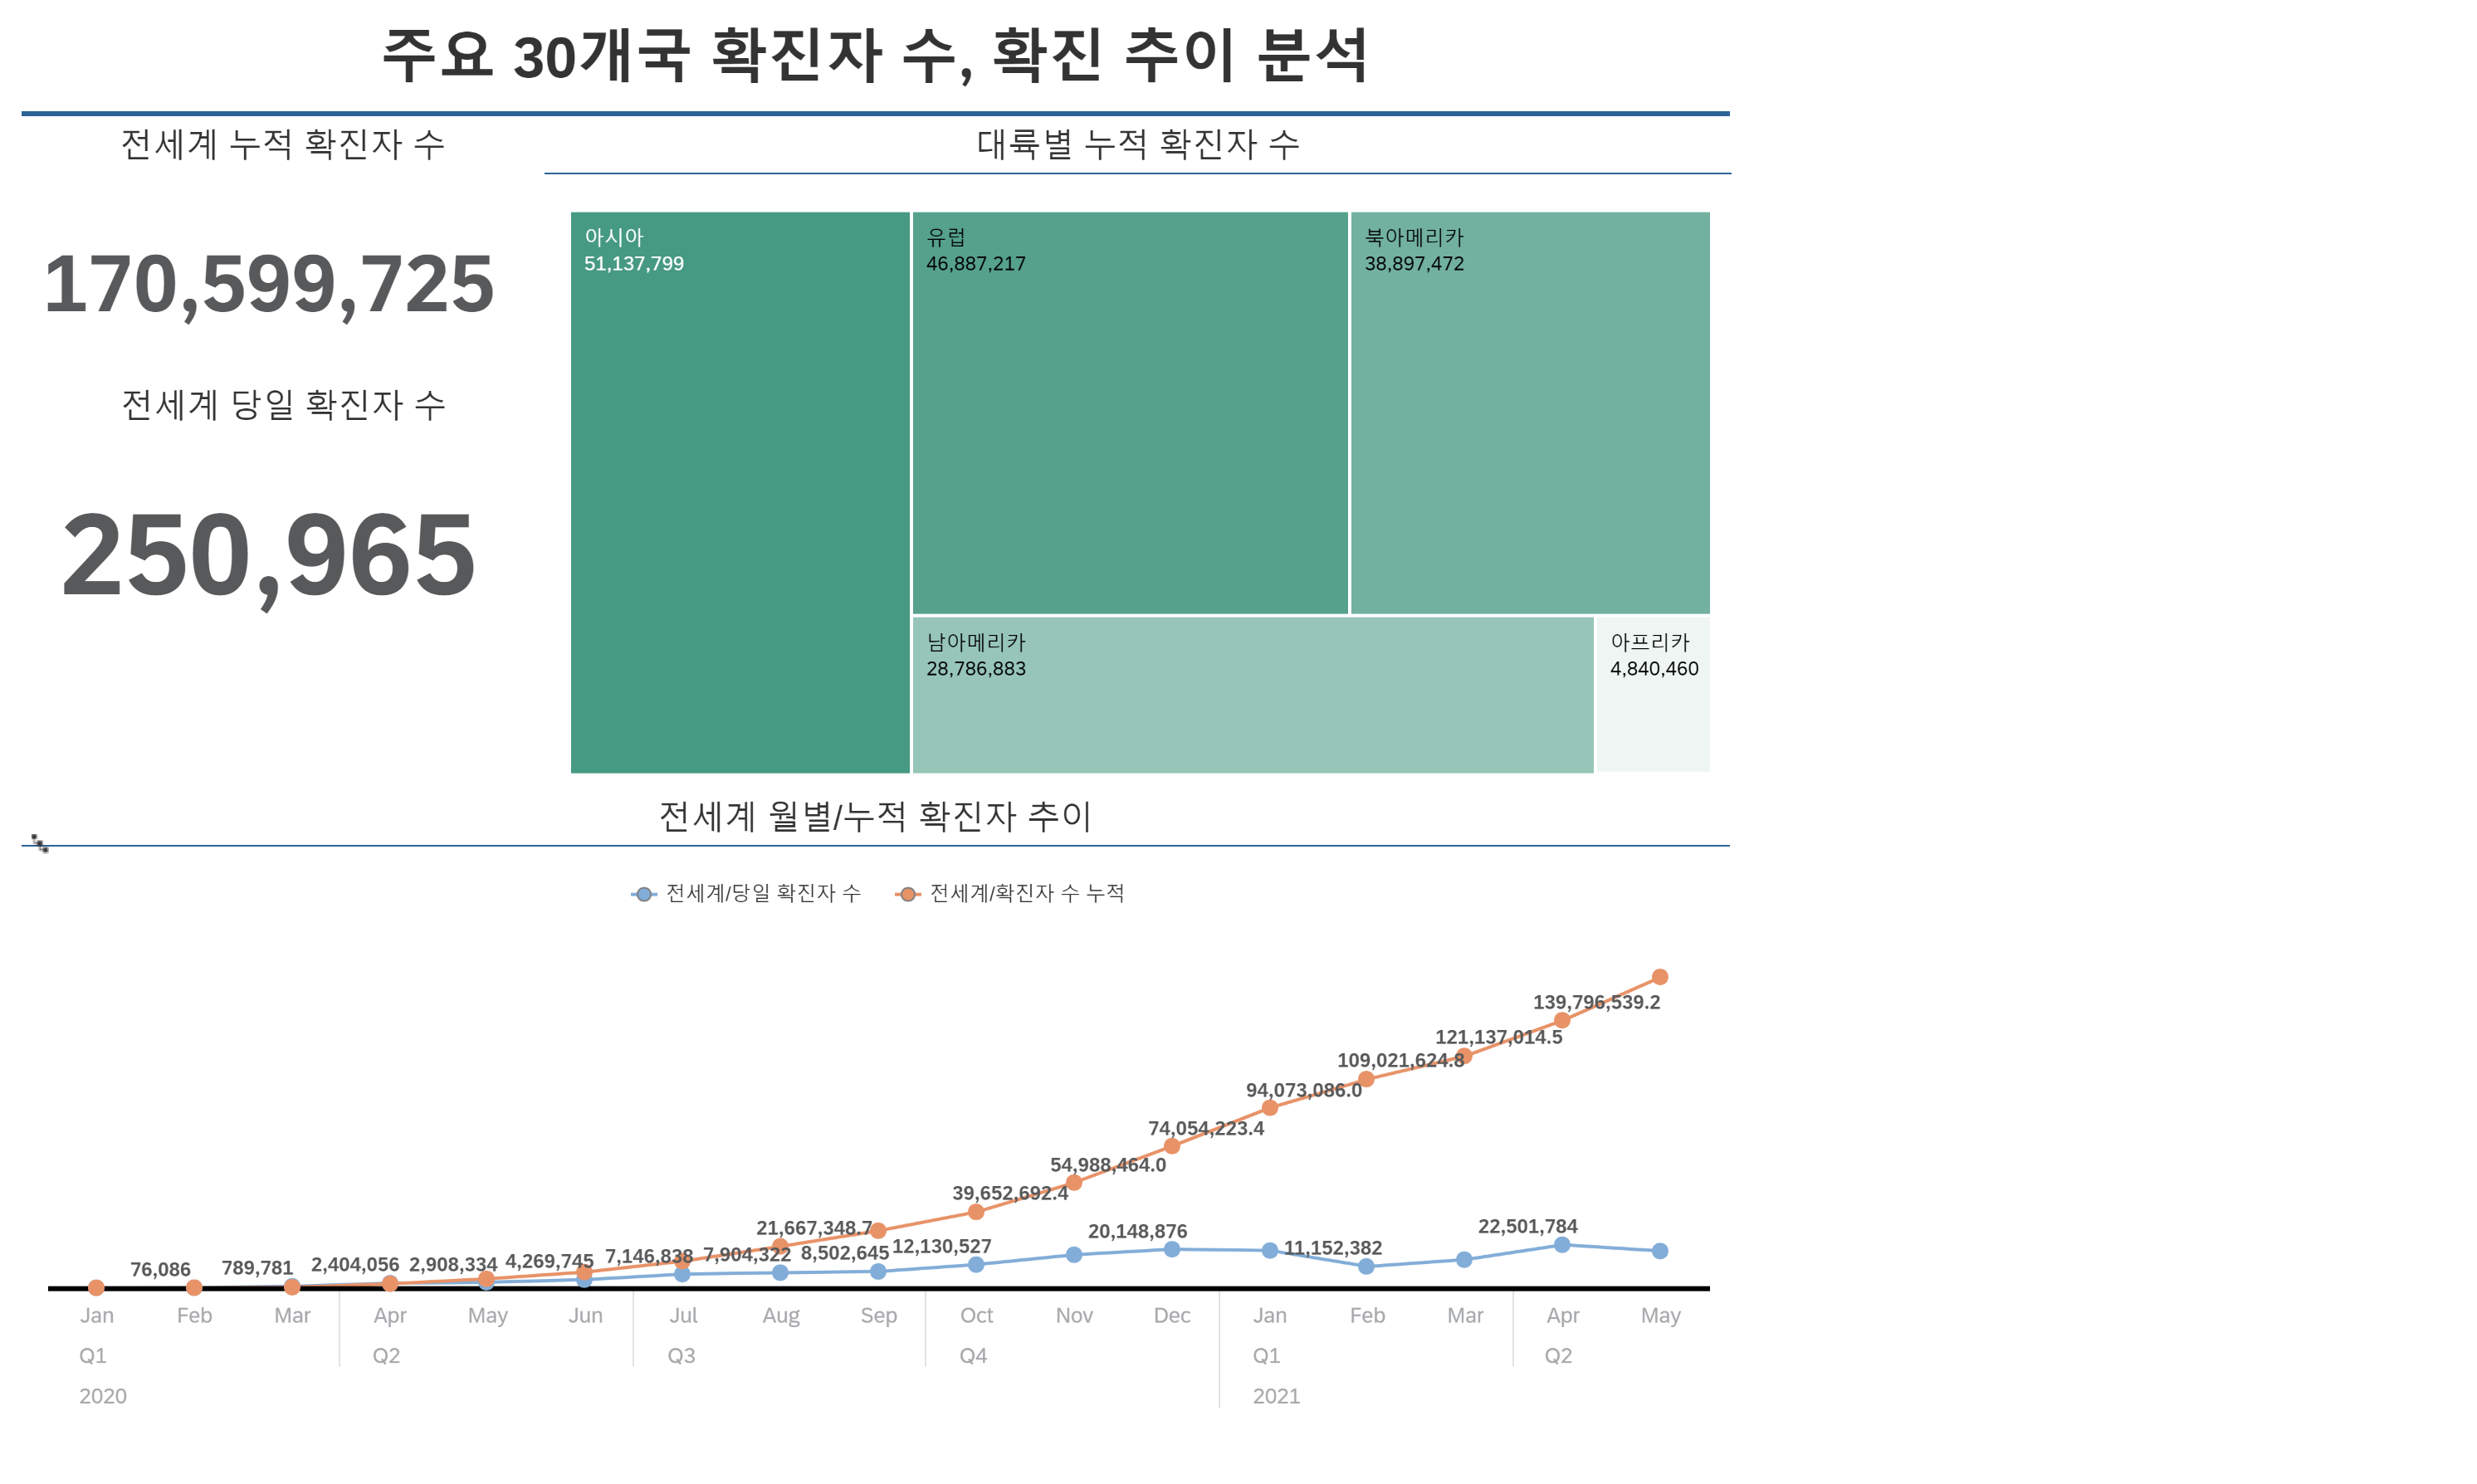 주요 30개국 확진자 수, 확진 추이 분석
전세계 누적 확진자 수
170,599,725
전세계 당일 확진자 수
250,965
대륙별 누적 확진자 수
아시아
51,137,799
유럽
46,887,217
북아메리카
38,897,472
남아메리카
28,786,883
아프리카
4,840,460
전세계 월별/누적 확진자 추이
전세계/당일 확진자 수 전세계/확진자 수 누적
139,796,539.2
121,137,014.5
109,021,624.8
94,073,086.0
74,054,223.4
54,988,464.0
39,652,692.4
21,667,348.7 20,148,876 22,501,784
76,086 789,781 2,404,056 2,908,334 4,269,745 7,146,838 7,904,322 8,502,645 12,130,527 11,152,382
Jan Feb Mar Apr May Jun Jul Aug Sep Oct Nov Dec Jan Feb Mar Apr May
Q1 Q2 Q3 Q4 Q1 Q2
2020 2021